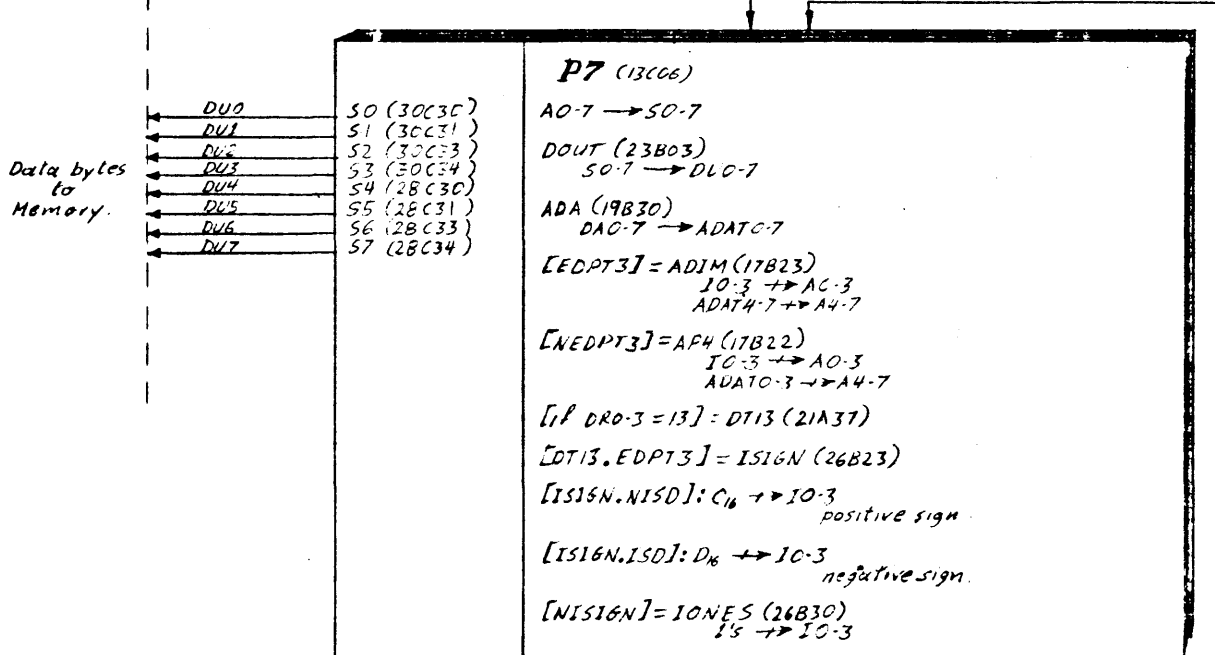 P7 (13C06)
DU0 S0 (30C30) A0-7 → S0-7
DU1 S1 (30C31)
DU2 S2 (30C33) DOUT (23B03)
DU3 S3 (30C34) S0-7 → DU0-7
Data bytes
to
Memory.
DU4 S4 (28C30)
DU5 S5 (28C31) ADA (19B30)
DU6 S6 (28C33) DA0-7 → ADAT0-7
DU7 S7 (28C34)
[EDPT3] = ADIM (17B23)
I0-3 +→ A0-3
ADAT4-7 +→ A4-7
[NEDPT3] = AF4 (17B22)
I0-3 +→ A0-3
ADAT0-3 +→ A4-7
[if DR0-3 = 13] : DT13 (21A37)
[DT13.EDPT3] = ISIGN (26B23)
[ISIGN.NISD] : C16 +→ I0-3
positive sign
[ISIGN.ISD] : D16 +→ I0-3
negative sign.
[NISIGN] = IONES (26B30)
1's +→ I0-3